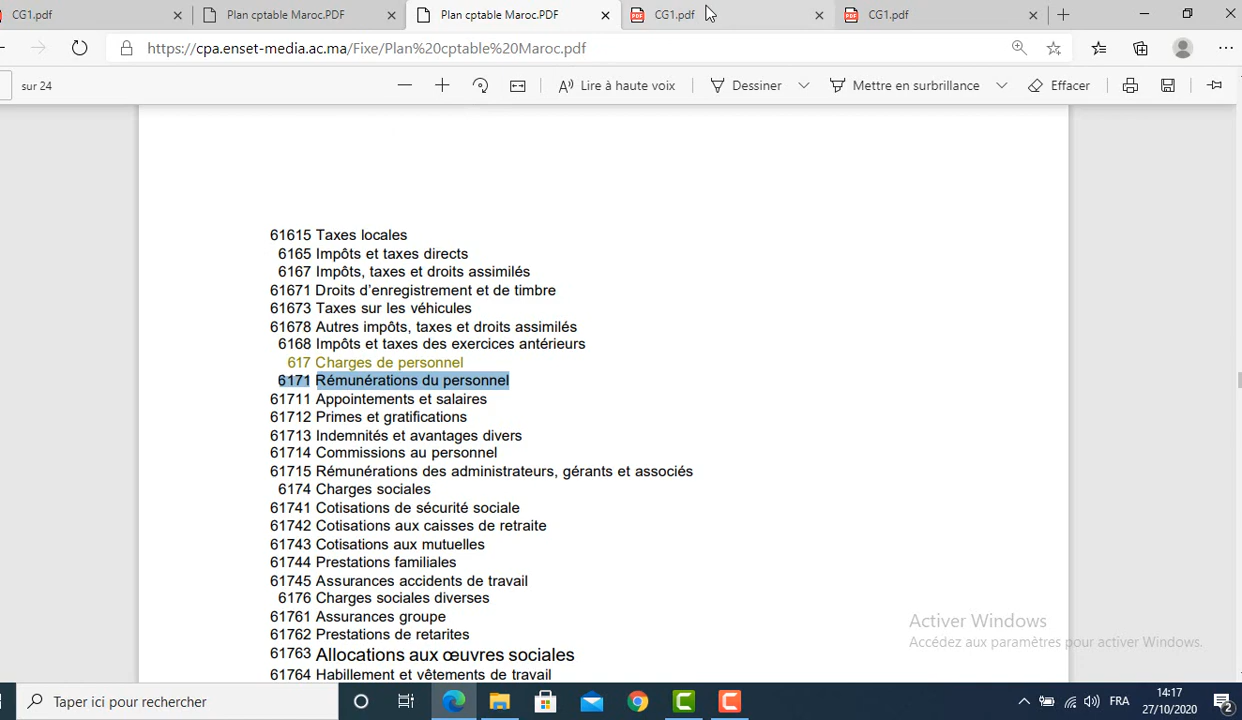 CG1.pdf
Plan cptable Maroc.PDF
Plan cptable Maroc.PDF
CG1.pdf
CG1.pdf
https://cpa.enset-media.ac.ma/Fixe/Plan%20cptable%20Maroc.pdf
sur 24
Lire à haute voix
Dessiner
Mettre en surbrillance
Effacer
61615 Taxes locales
6165 Impôts et taxes directs
6167 Impôts, taxes et droits assimilés
61671 Droits d'enregistrement et de timbre
61673 Taxes sur les véhicules
61678 Autres impôts, taxes et droits assimilés
6168 Impôts et taxes des exercices antérieurs
617 Charges de personnel
6171 Rémunérations du personnel
61711 Appointements et salaires
61712 Primes et gratifications
61713 Indemnités et avantages divers
61714 Commissions au personnel
61715 Rémunérations des administrateurs, gérants et associés
6174 Charges sociales
61741 Cotisations de sécurité sociale
61742 Cotisations aux caisses de retraite
61743 Cotisations aux mutuelles
61744 Prestations familiales
61745 Assurances accidents de travail
6176 Charges sociales diverses
61761 Assurances groupe
61762 Prestations de retarites
61763 Allocations aux œuvres sociales
61764 Habillement et vêtements de travail
Activer Windows
Accédez aux paramètres pour activer Windows.
Taper ici pour rechercher
FRA
14:17
27/10/2020
2